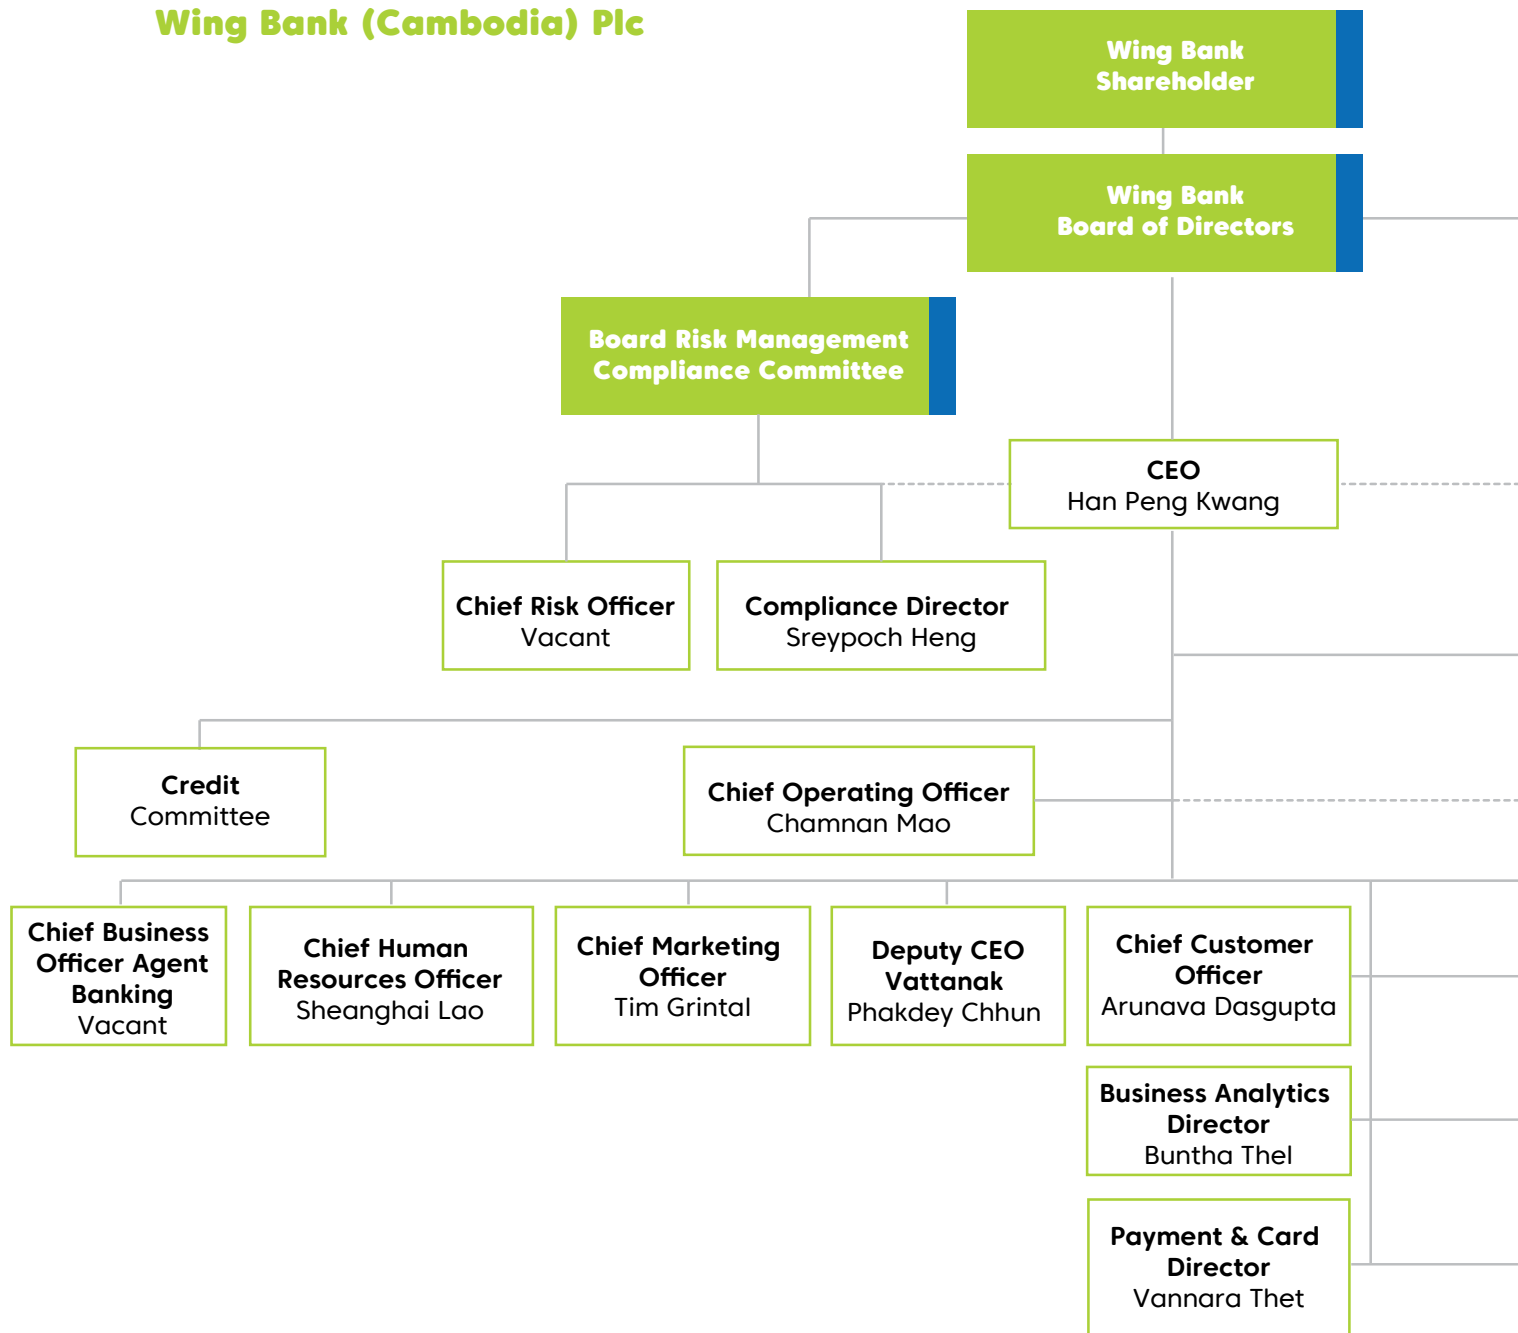 Wing Bank (Cambodia) Plc
Wing Bank
Shareholder
Wing Bank
Board of Directors
Board Risk Management
Compliance Committee
CEO
Han Peng Kwang
Chief Risk Officer
Vacant
Compliance Director
Sreypoch Heng
Credit
Committee
Chief Operating Officer
Chamnan Mao
Chief Business
Officer Agent
Banking
Vacant
Chief Human
Resources Officer
Sheanghai Lao
Chief Marketing
Officer
Tim Grintal
Deputy CEO
Vattanak
Phakdey Chhun
Chief Customer
Officer
Arunava Dasgupta
Business Analytics
Director
Buntha Thel
Payment & Card
Director
Vannara Thet